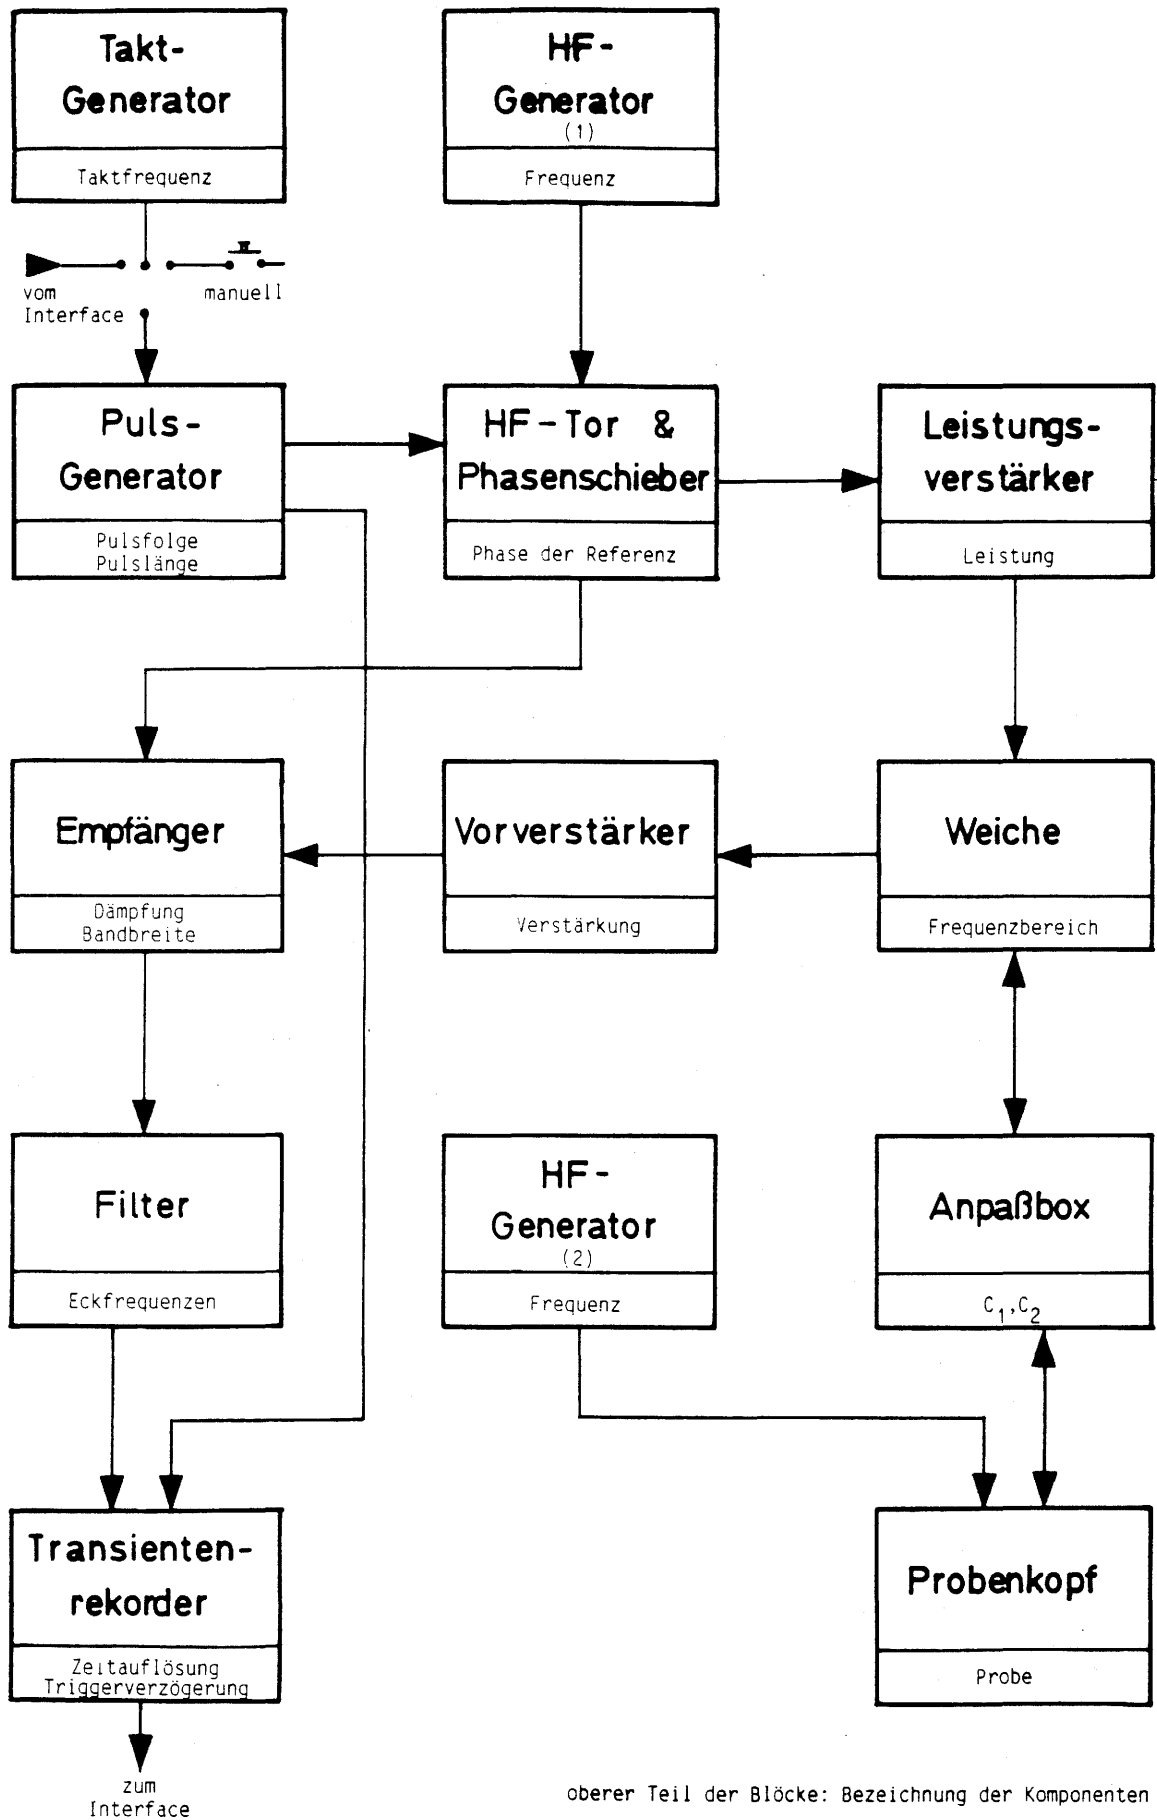 Takt-
Generator
Taktfrequenz
HF-
Generator
(1)
Frequenz
vom
Interface
manuell
Puls-
Generator
Pulsfolge
Pulslänge
HF-Tor &
Phasenschieber
Phase der Referenz
Leistungs-
verstärker
Leistung
Empfänger
Dämpfung
Bandbreite
Vorverstärker
Verstärkung
Weiche
Frequenzbereich
Filter
Eckfrequenzen
HF-
Generator
(2)
Frequenz
Anpaßbox
C₁,C₂
Transienten-
rekorder
Zeitauflösung
Triggerverzögerung
Probenkopf
Probe
zum
Interface
oberer Teil der Blöcke: Bezeichnung der Komponenten